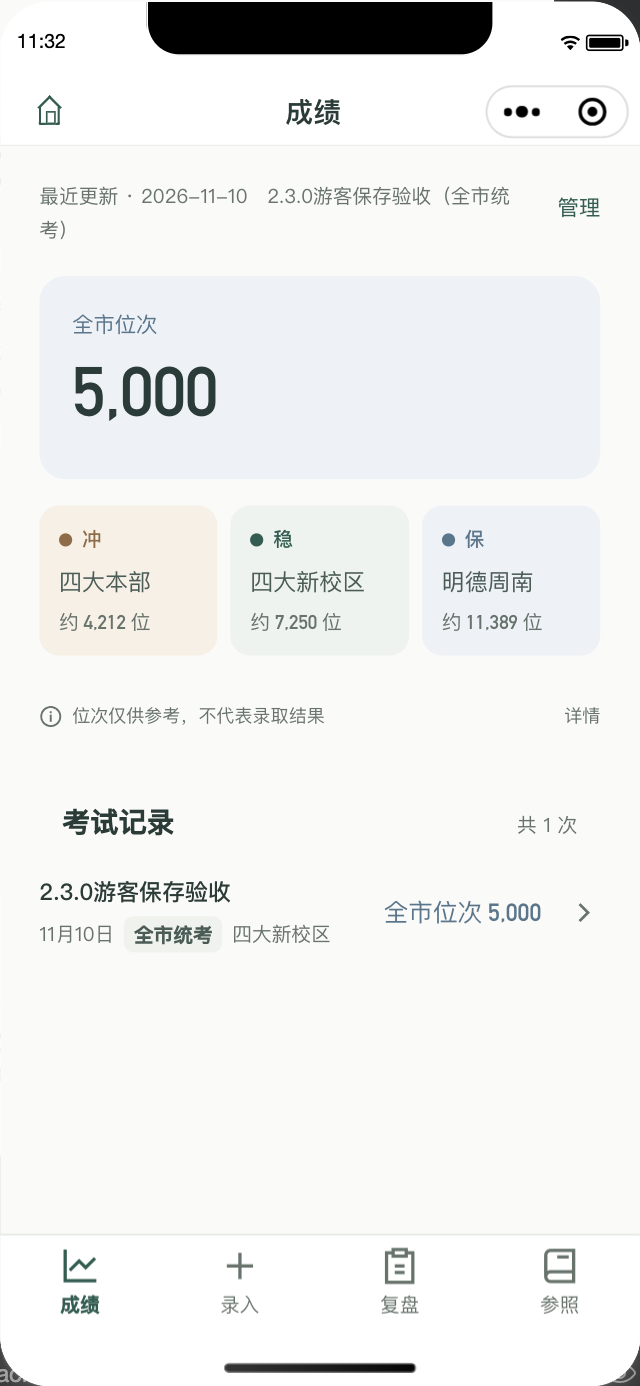 11:32
成绩
最近更新 · 2026-11-10 2.3.0游客保存验收（全市统
考）
管理
全市位次
5,000
冲
四大本部
约 4,212 位
稳
四大新校区
约 7,250 位
保
明德周南
约 11,389 位
位次仅供参考，不代表录取结果
详情
考试记录
共 1 次
2.3.0游客保存验收
11月10日 全市统考 四大新校区
全市位次 5,000
成绩
录入
复盘
参照